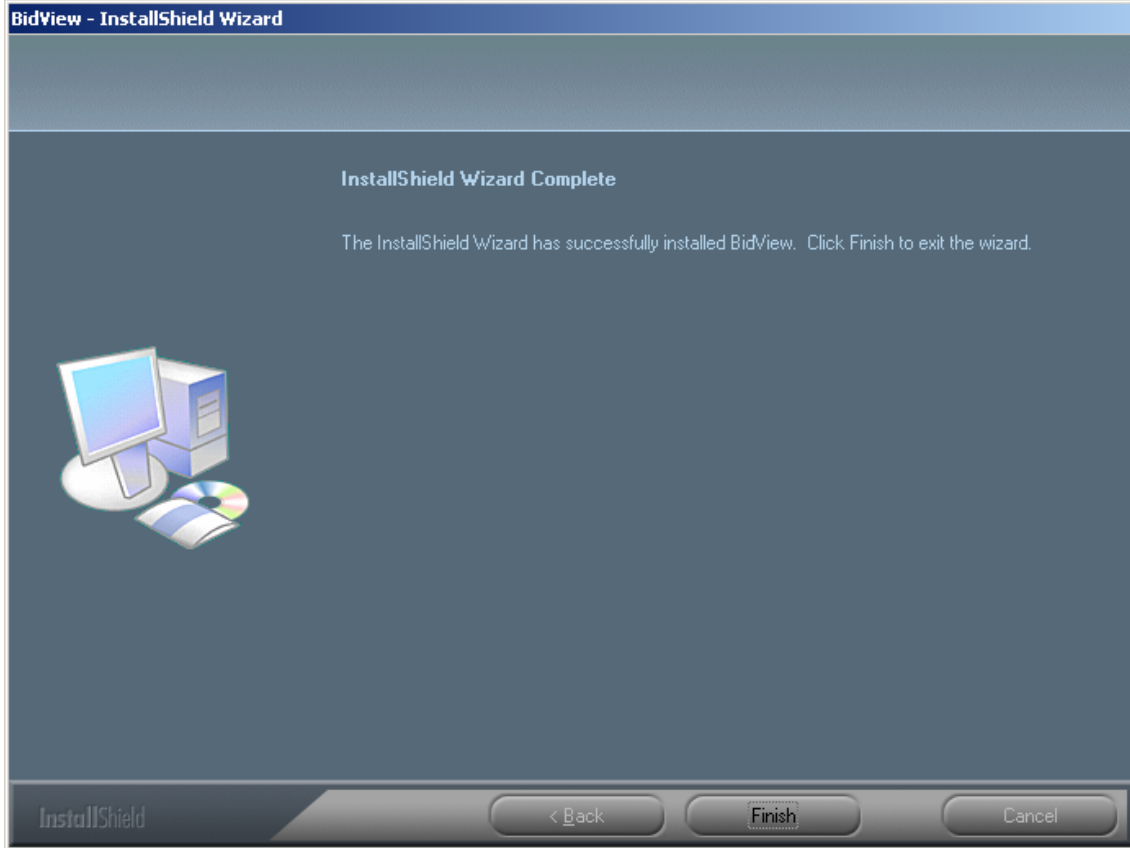 BidView - InstallShield Wizard
InstallShield Wizard Complete
The InstallShield Wizard has successfully installed BidView.  Click Finish to exit the wizard.
InstallShield
< Back
Finish
Cancel